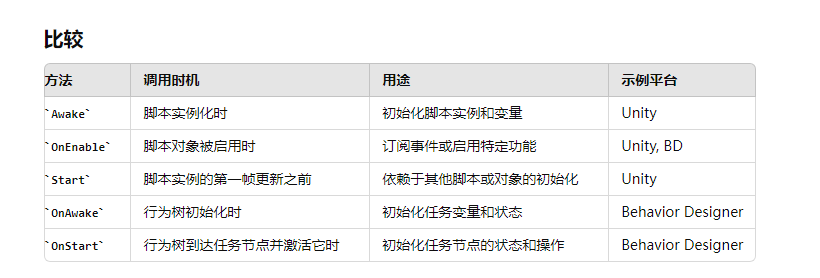 比较
方法 调用时机 用途 示例平台
`Awake` 脚本实例化时 初始化脚本实例和变量 Unity
`OnEnable` 脚本对象被启用时 订阅事件或启用特定功能 Unity, BD
`Start` 脚本实例的第一帧更新之前 依赖于其他脚本或对象的初始化 Unity
`OnAwake` 行为树初始化时 初始化任务变量和状态 Behavior Designer
`OnStart` 行为树到达任务节点并激活它时 初始化任务节点的状态和操作 Behavior Designer